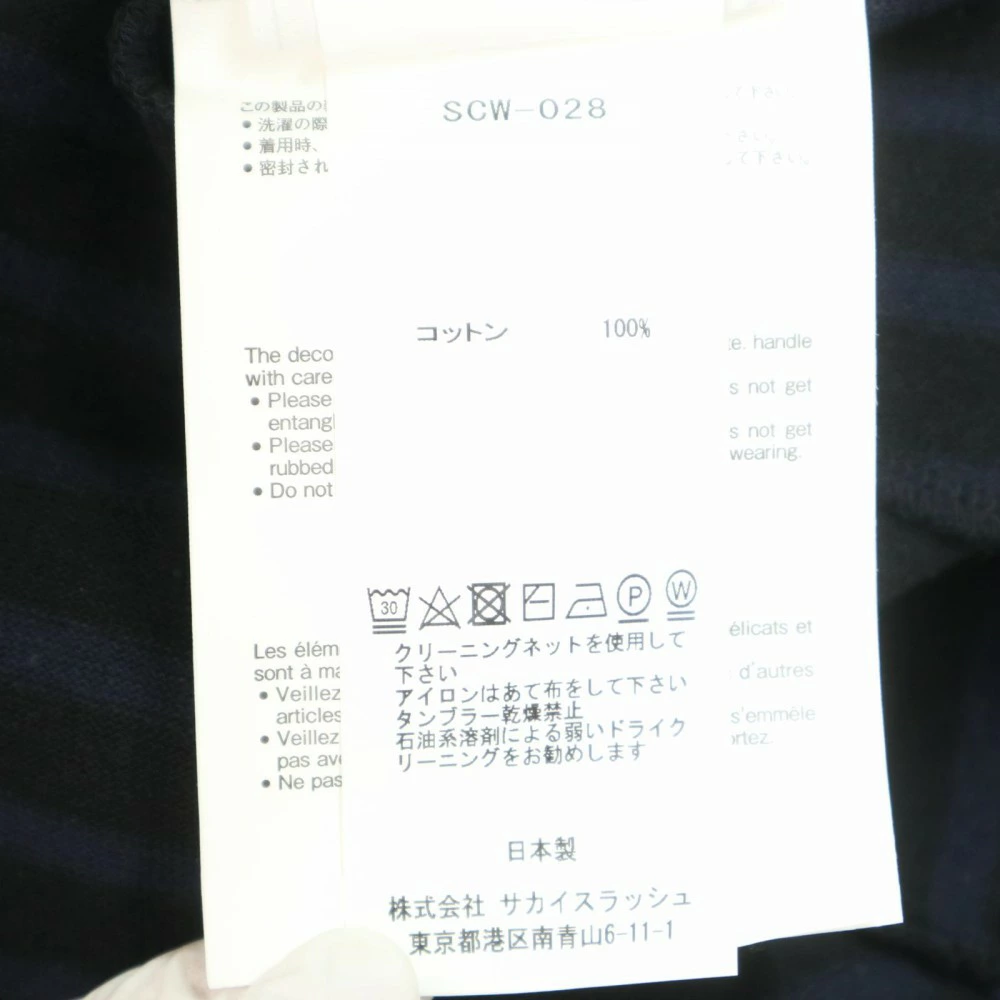 この製品の
• 洗濯の際
• 着用時、
• 密封され
て下さい。
SCW-028
コットン 100%
The deco
with care
• Please
entangl
• Please
rubbed
• Do not
handle
s not get
s not get
wearing.
30
P
W
クリーニングネットを使用して
下さい
アイロンはあて布をして下さい
タンブラー乾燥禁止
石油系溶剤による弱いドライク
リーニングをお勧めします
Les élém
sont à ma
• Veillez
articles
• Veillez
pas ave
• Ne pas
élicats et
d'autres
s'emmêle
ortez.
日本製
株式会社 サカイスラッシュ
東京都港区南青山6-11-1